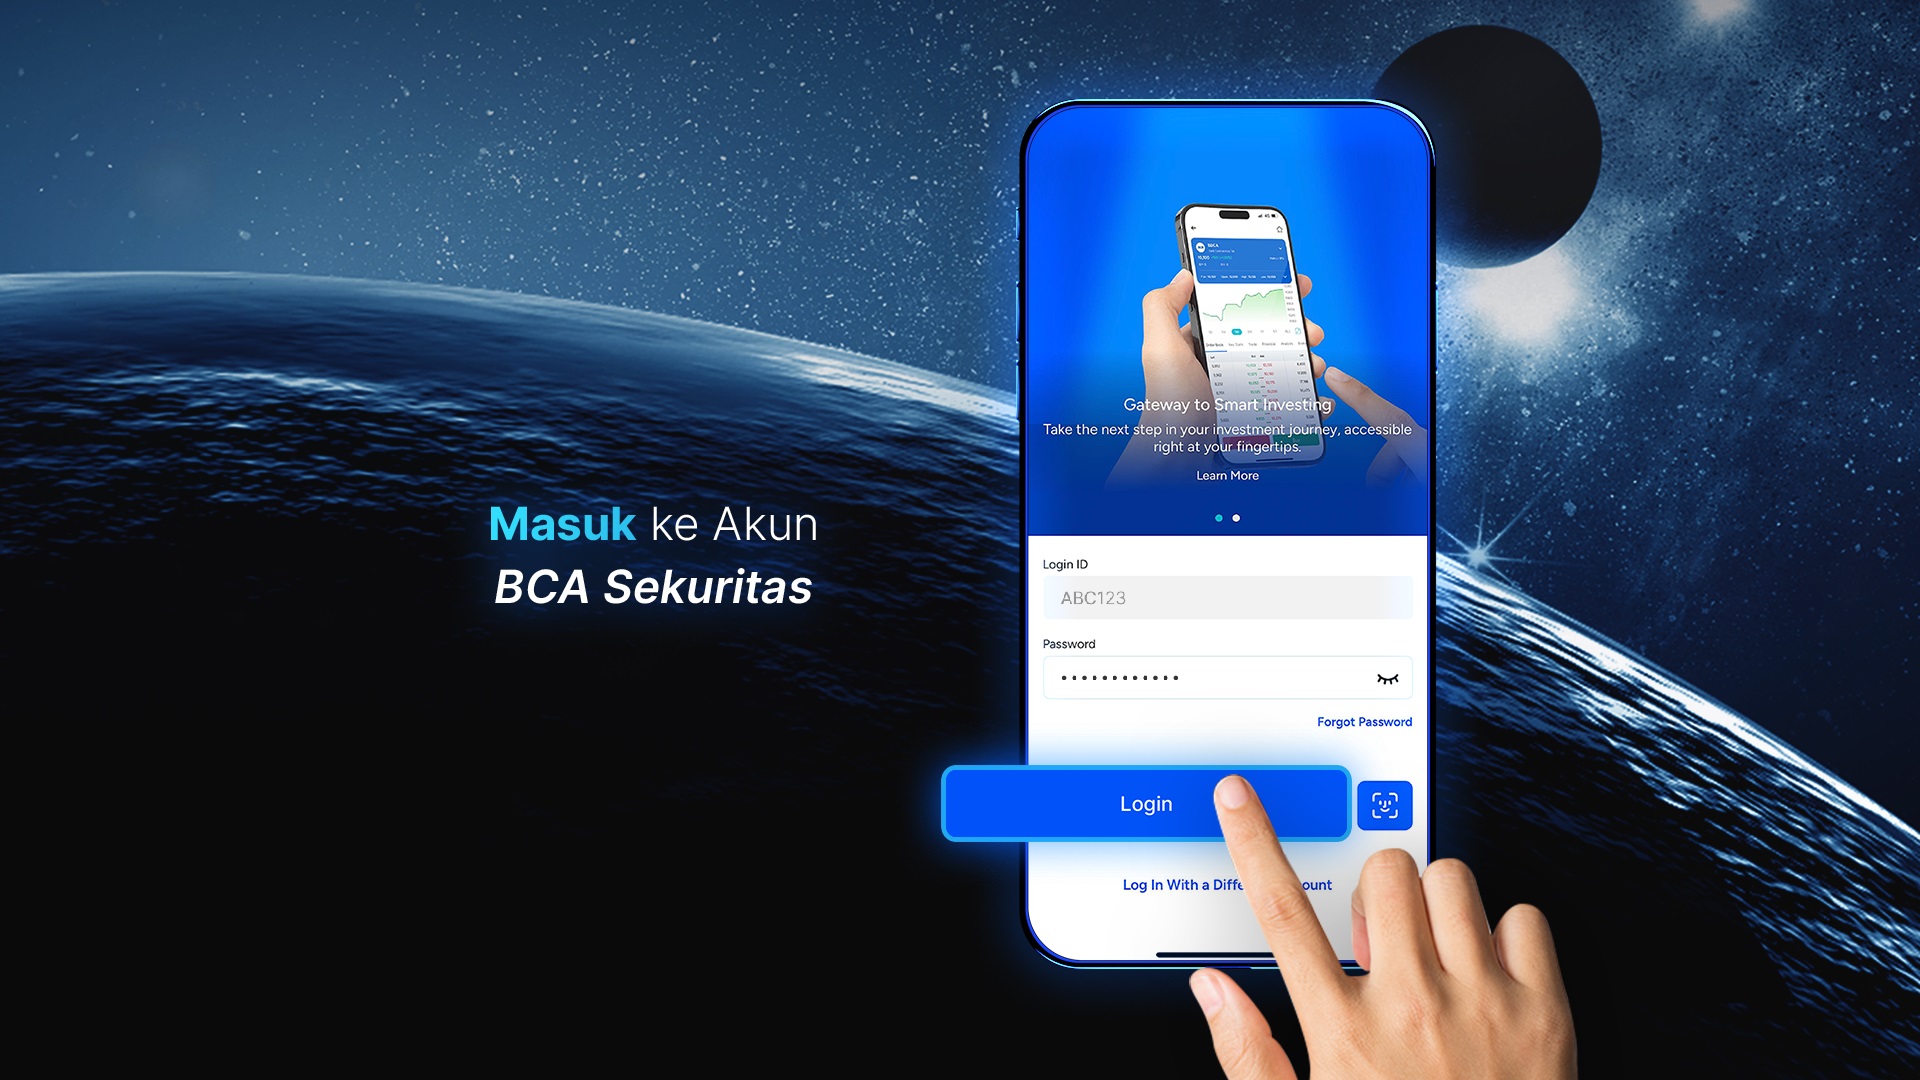 Masuk ke Akun
BCA Sekuritas
Gateway to Smart Investing
Take the next step in your investment journey, accessible
right at your fingertips.
Learn More
Login ID
ABC123
Password
Forgot Password
Login
Log In With a Diffe ount